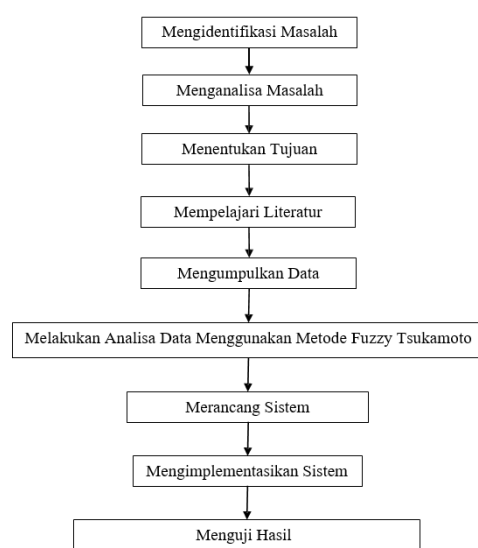 Mengidentifikasi Masalah
Menganalisa Masalah
Menentukan Tujuan
Mempelajari Literatur
Mengumpulkan Data
Melakukan Analisa Data Menggunakan Metode Fuzzy Tsukamoto
Merancang Sistem
Mengimplementasikan Sistem
Menguji Hasil